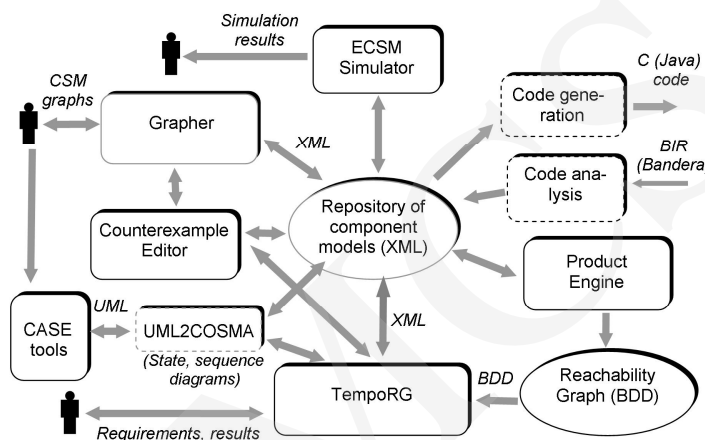 Simulation
results
ECSM
Simulator
C (Java)
code
CSM
graphs
Grapher
Code gene-
ration
XML
BIR
(Bandera)
Code ana-
lysis
Repository of
component
models (XML)
Counterexample
Editor
Product
Engine
UML
CASE
tools
UML2COSMA
XML
(State, sequence
diagrams)
TempoRG
BDD
Reachability
Graph (BDD)
Requirements, results